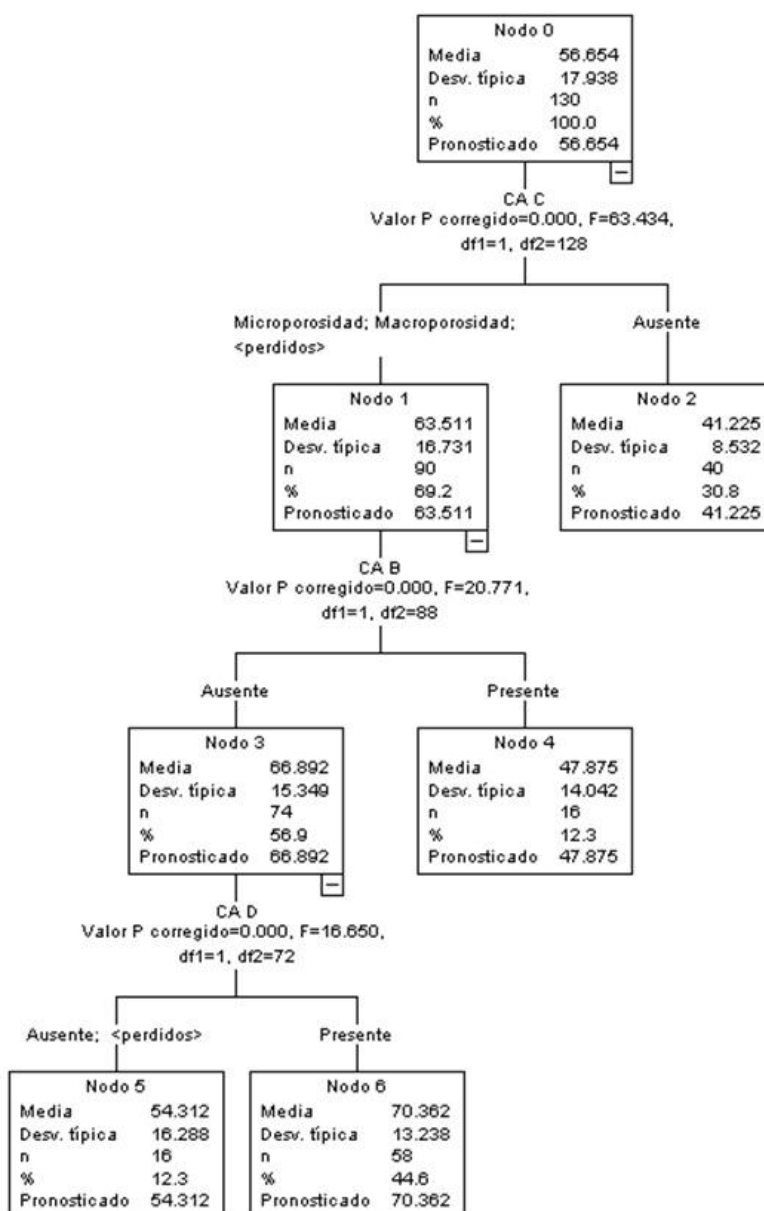 Nodo 0
Media 56.654
Desv. típica 17.938
n 130
% 100.0
Pronosticado 56.654
CA C
Valor P corregido=0.000, F=63.434,
df1=1, df2=128
Microporosidad; Macroporosidad;
<perdidos>
Ausente
Nodo 1
Media 63.511
Desv. típica 16.731
n 90
% 69.2
Pronosticado 63.511
Nodo 2
Media 41.225
Desv. típica 8.532
n 40
% 30.8
Pronosticado 41.225
CA B
Valor P corregido=0.000, F=20.771,
df1=1, df2=88
Ausente
Presente
Nodo 3
Media 66.892
Desv. típica 15.349
n 74
% 56.9
Pronosticado 66.892
Nodo 4
Media 47.875
Desv. típica 14.042
n 16
% 12.3
Pronosticado 47.875
CA D
Valor P corregido=0.000, F=16.650,
df1=1, df2=72
Ausente; <perdidos>
Presente
Nodo 5
Media 54.312
Desv. típica 16.288
n 16
% 12.3
Pronosticado 54.312
Nodo 6
Media 70.362
Desv. típica 13.238
n 58
% 44.6
Pronosticado 70.362